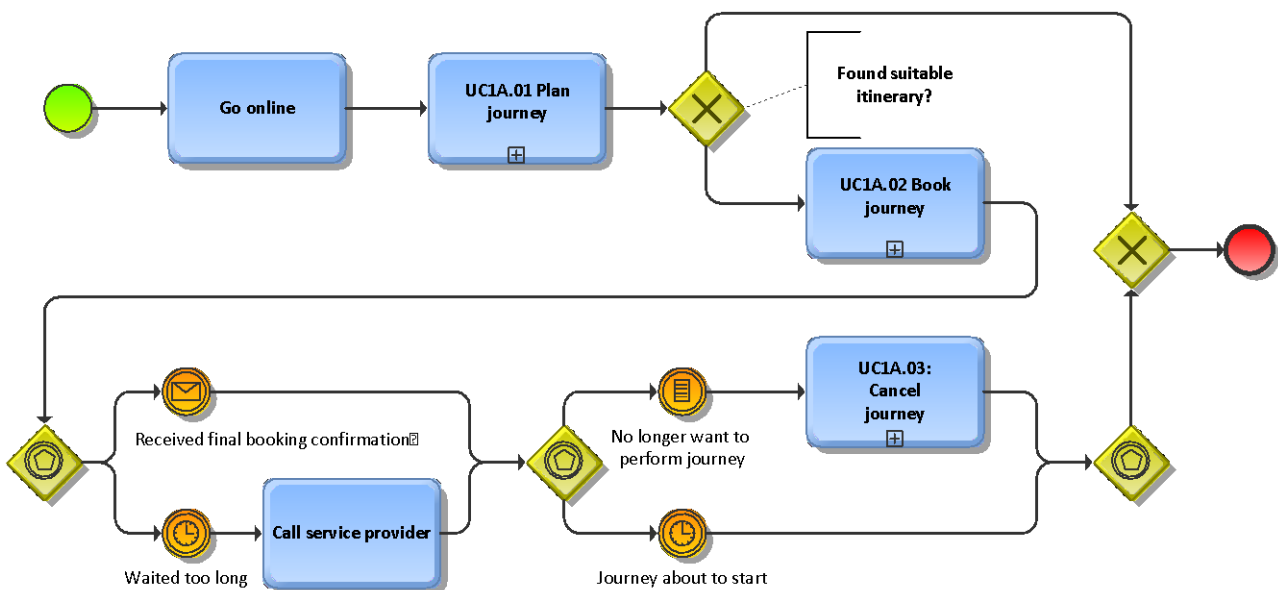 Go online
UC1A.01 Plan
journey
Found suitable
itinerary?
UC1A.02 Book
journey
Received final booking confirmation
No longer want to
perform journey
UC1A.03:
Cancel
journey
Waited too long
Call service provider
Journey about to start